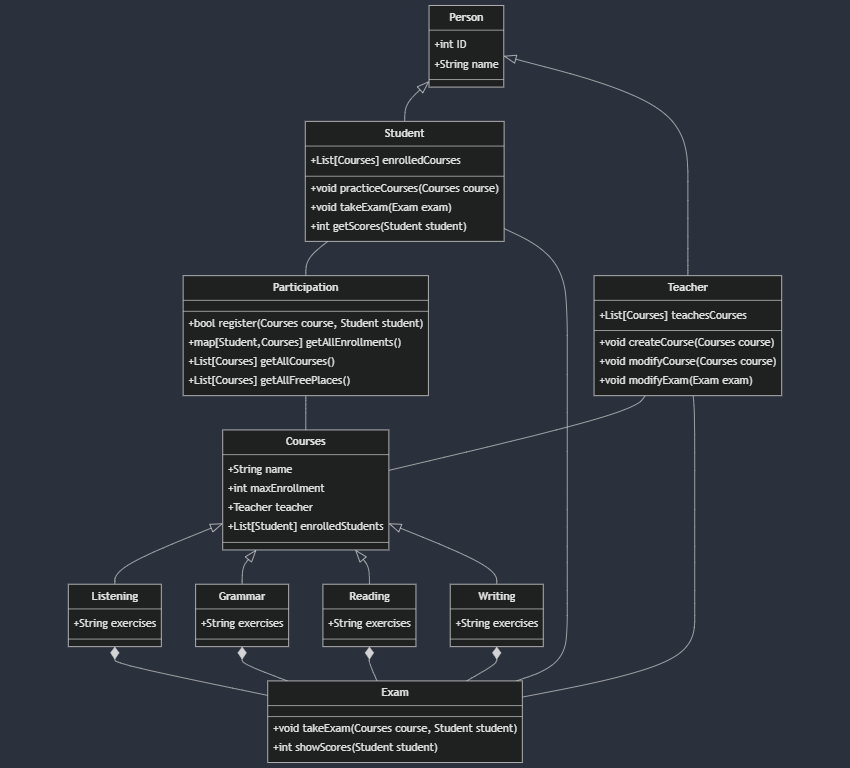 Person
+int ID
+String name
Student
+List[Courses] enrolledCourses
+void practiceCourses(Courses course)
+void takeExam(Exam exam)
+int getScores(Student student)
Participation
+bool register(Courses course, Student student)
+map[Student,Courses] getAllEnrollments()
+List[Courses] getAllCourses()
+List[Courses] getAllFreePlaces()
Teacher
+List[Courses] teachesCourses
+void createCourse(Courses course)
+void modifyCourse(Courses course)
+void modifyExam(Exam exam)
Courses
+String name
+int maxEnrollment
+Teacher teacher
+List[Student] enrolledStudents
Listening
+String exercises
Grammar
+String exercises
Reading
+String exercises
Writing
+String exercises
Exam
+void takeExam(Courses course, Student student)
+int showScores(Student student)